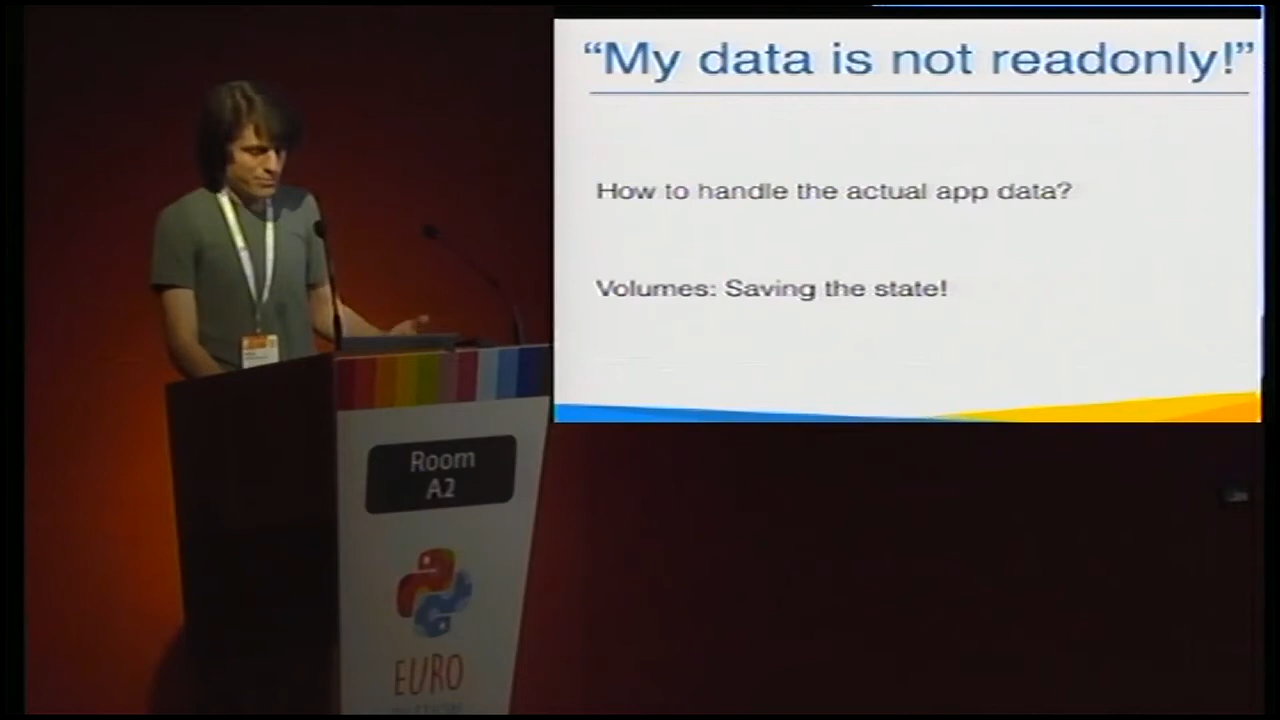 “My data is not readonly!”
How to handle the actual app data?
Volumes: Saving the state!
Room
A2
EURO